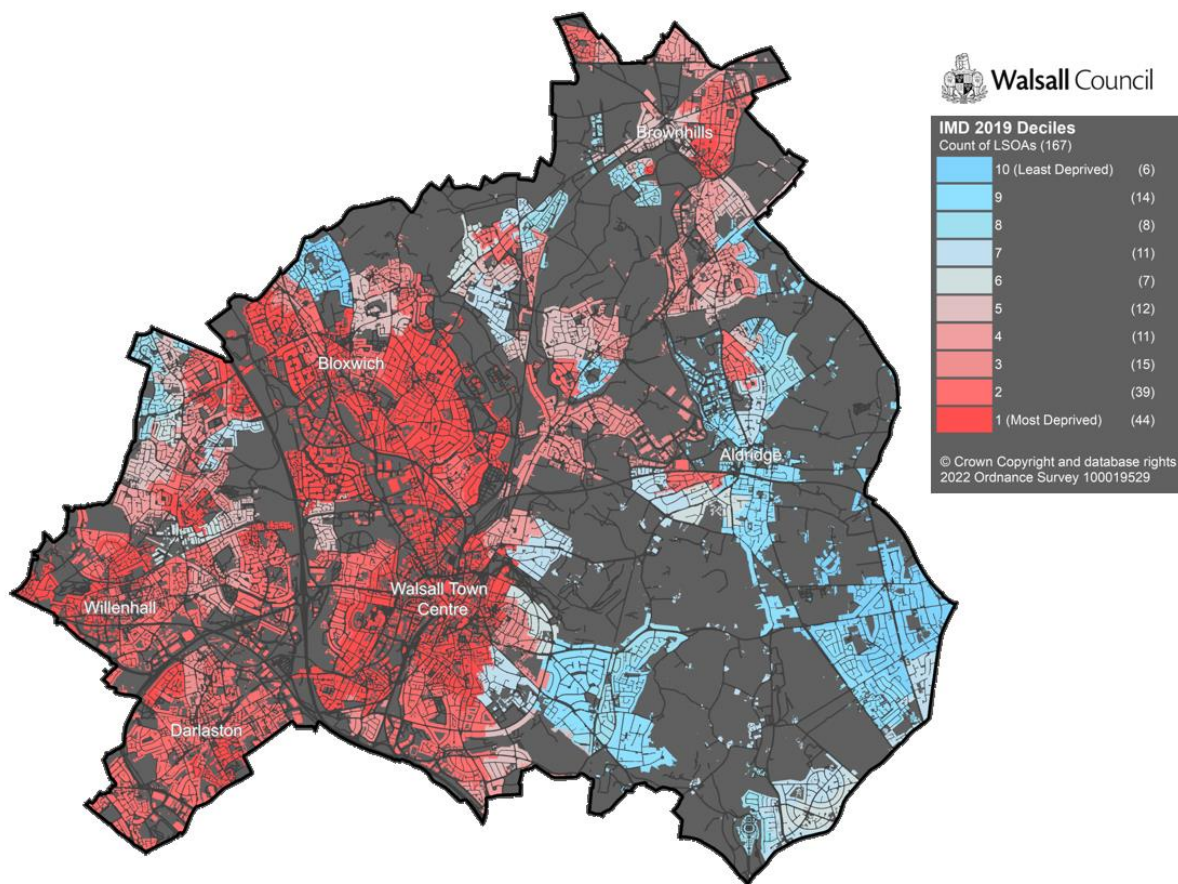 Walsall Council
IMD 2019 Deciles
Count of LSOAs (167)
10 (Least Deprived) (6)
9 (14)
8 (8)
7 (11)
6 (7)
5 (12)
4 (11)
3 (15)
2 (39)
1 (Most Deprived) (44)
© Crown Copyright and database rights
2022 Ordnance Survey 100019529
Brownhills
Bloxwich
Aldridge
Walsall Town
Centre
Willenhall
Darlaston